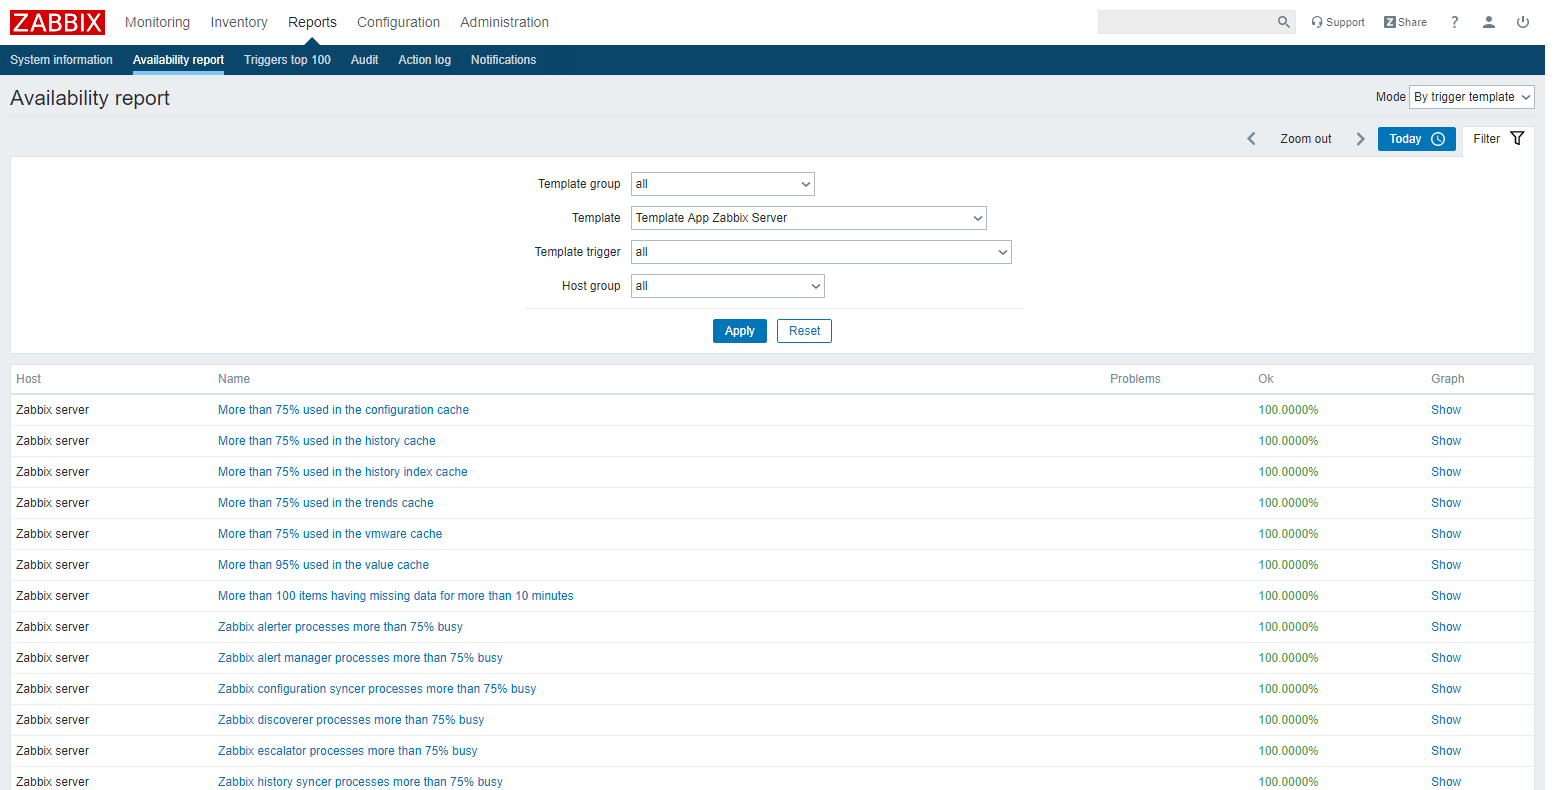 ZABBIX Monitoring Inventory Reports Configuration Administration Support Z Share ?
System information Availability report Triggers top 100 Audit Action log Notifications
Availability report Mode By trigger template
Zoom out Today Filter
Template group all
Template Template App Zabbix Server
Template trigger all
Host group all
Apply Reset
Host Name Problems Ok Graph
Zabbix server More than 75% used in the configuration cache 100.0000% Show
Zabbix server More than 75% used in the history cache 100.0000% Show
Zabbix server More than 75% used in the history index cache 100.0000% Show
Zabbix server More than 75% used in the trends cache 100.0000% Show
Zabbix server More than 75% used in the vmware cache 100.0000% Show
Zabbix server More than 95% used in the value cache 100.0000% Show
Zabbix server More than 100 items having missing data for more than 10 minutes 100.0000% Show
Zabbix server Zabbix alerter processes more than 75% busy 100.0000% Show
Zabbix server Zabbix alert manager processes more than 75% busy 100.0000% Show
Zabbix server Zabbix configuration syncer processes more than 75% busy 100.0000% Show
Zabbix server Zabbix discoverer processes more than 75% busy 100.0000% Show
Zabbix server Zabbix escalator processes more than 75% busy 100.0000% Show
Zabbix server Zabbix history syncer processes more than 75% busy 100.0000% Show